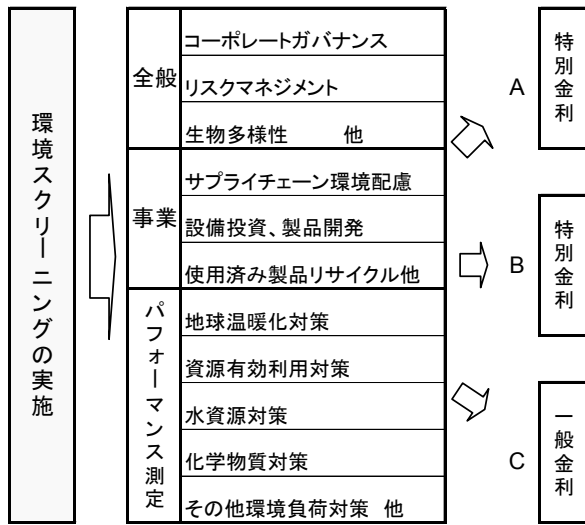 環境スクリーニングの実施
全般
コーポレートガバナンス
リスクマネジメント
生物多様性 他
事業
サプライチェーン環境配慮
設備投資、製品開発
使用済み製品リサイクル他
パフォーマンス測定
地球温暖化対策
資源有効利用対策
水資源対策
化学物質対策
その他環境負荷対策 他
A
特別金利
B
特別金利
C
一般金利